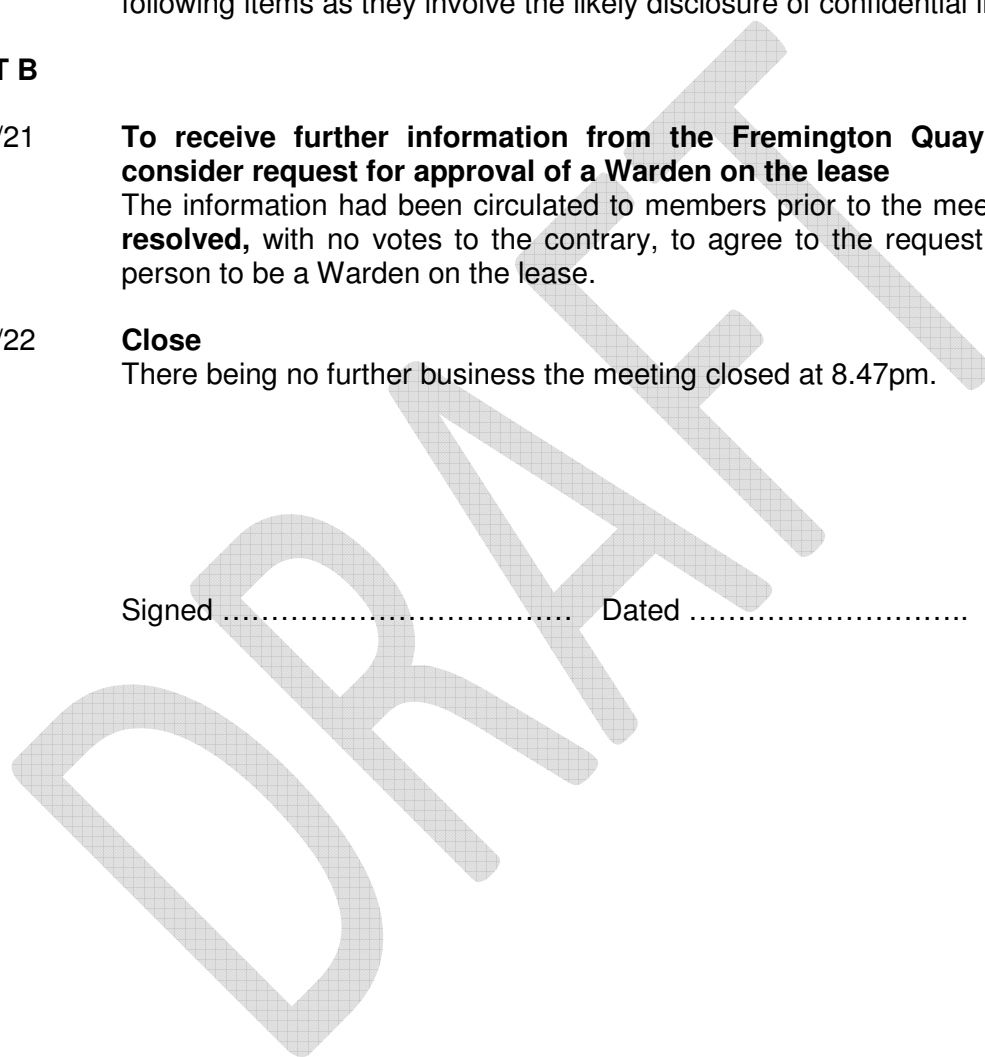 following items as they involve the likely disclosure of confidential
T B
/21 To receive further information from the Fremington Quay
consider request for approval of a Warden on the lease
The information had been circulated to members prior to the mee
resolved, with no votes to the contrary, to agree to the request
person to be a Warden on the lease.
/22 Close
There being no further business the meeting closed at 8.47pm.
Signed ……………………………… Dated ………………………..
DRAFT